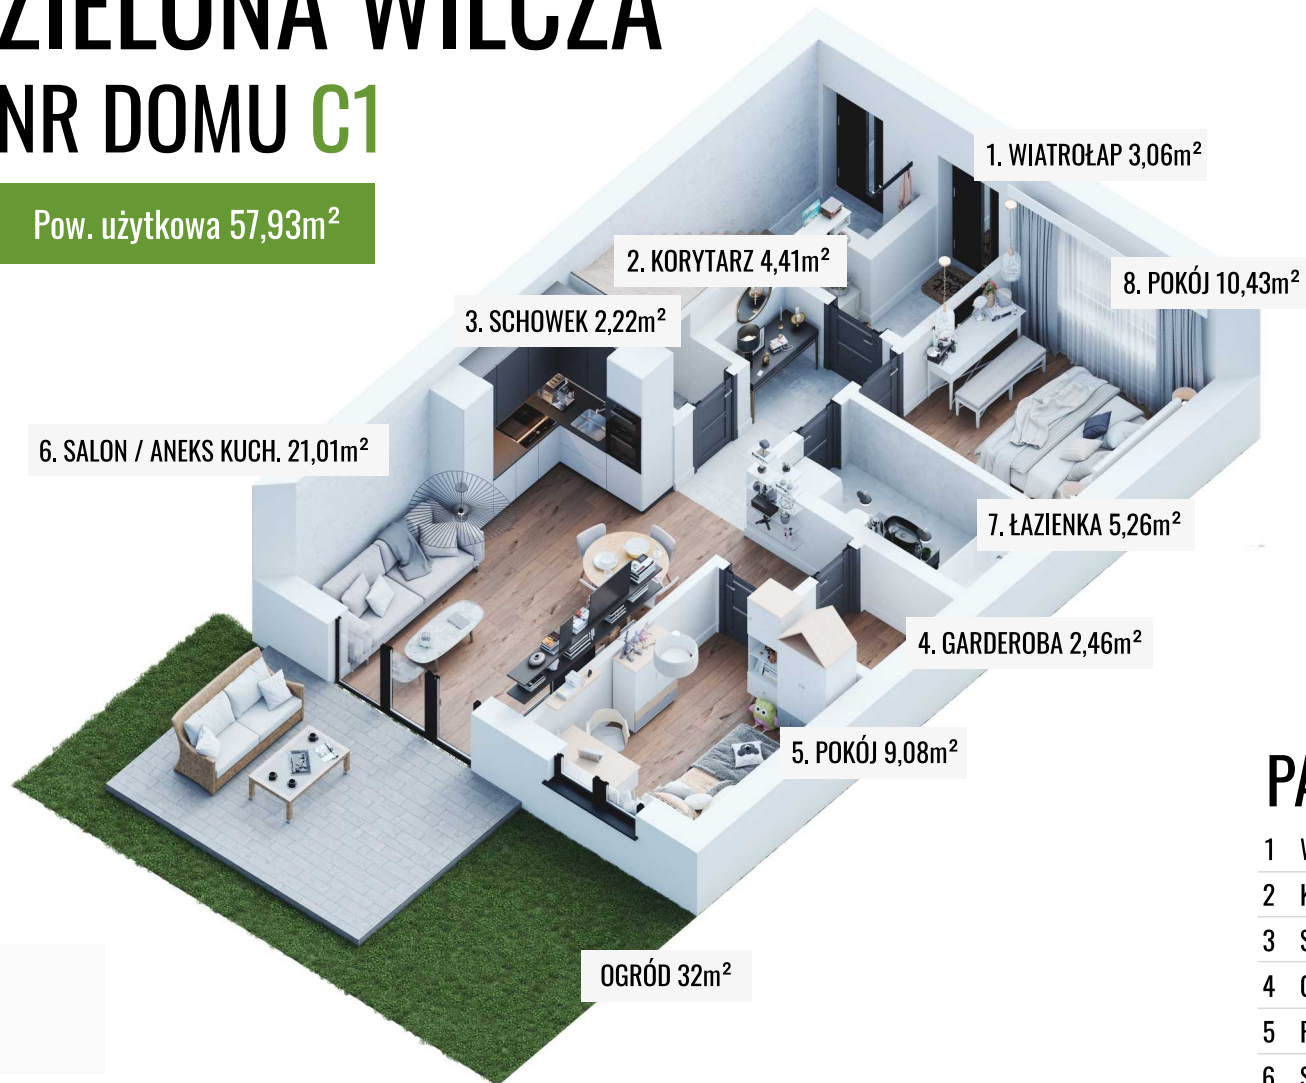 ZIELONA WILCZA
NR DOMU C1
Pow. użytkowa 57,93m²
1. WIATROŁAP 3,06m²
2. KORYTARZ 4,41m²
8. POKÓJ 10,43m²
3. SCHOWEK 2,22m²
6. SALON / ANEKS KUCH. 21,01m²
7. ŁAZIENKA 5,26m²
4. GARDEROBA 2,46m²
5. POKÓJ 9,08m²
OGRÓD 32m²
PA
1
2 K
3 S
4
5
6 S